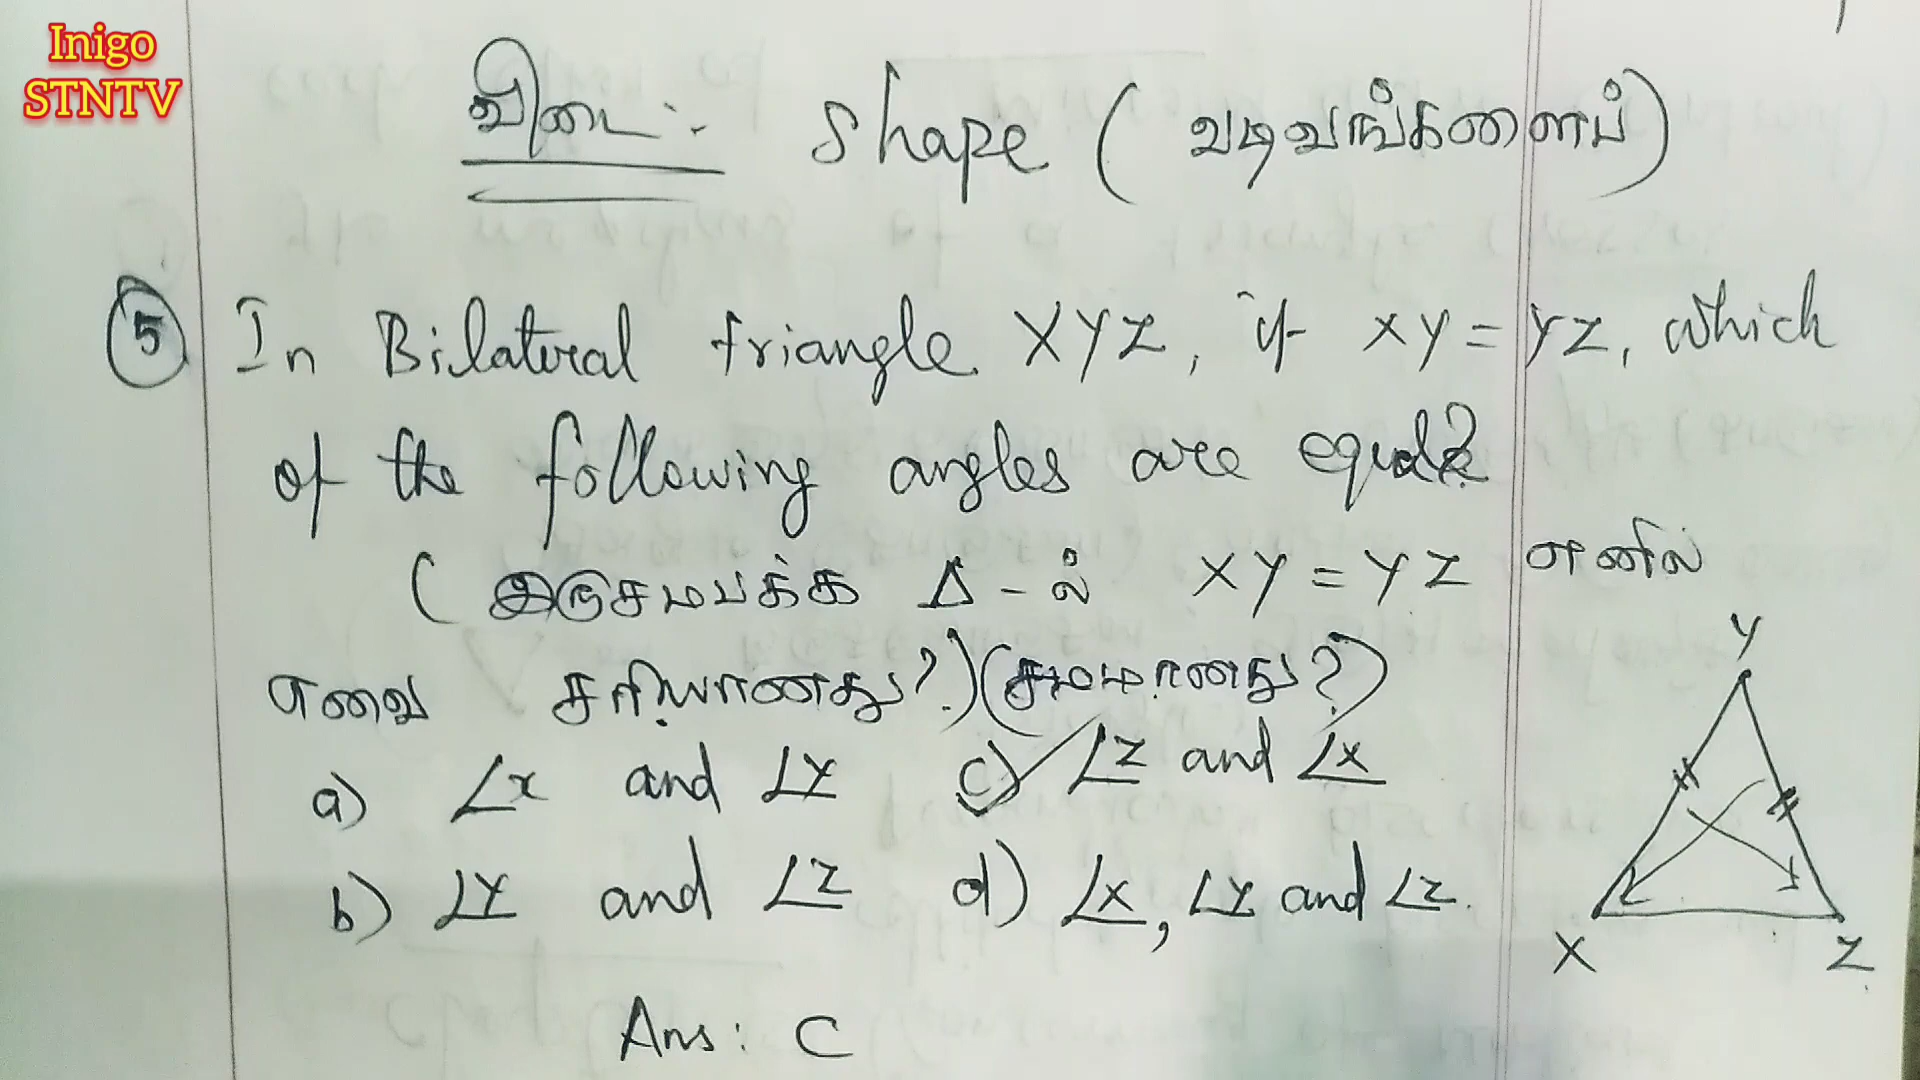 Inigo
STNTV
விடை:- Shape (வடிவங்களைப்)
5 In Bilateral triangle XYZ, if XY = YZ, which
of the following angles are equal?
(இருசமபக்க Δ-ல் XY = YZ எனில்
எவை சரியானது?) (சமமானது?)
a) ∠X and ∠Y c) ∠Z and ∠X
b) ∠Y and ∠Z d) ∠X, ∠Y and ∠Z.
Y
X Z
Ans: C